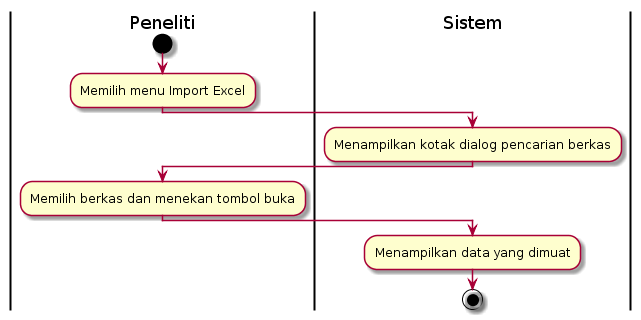 Peneliti
Sistem
Memilih menu Import Excel
Menampilkan kotak dialog pencarian berkas
Memilih berkas dan menekan tombol buka
Menampilkan data yang dimuat